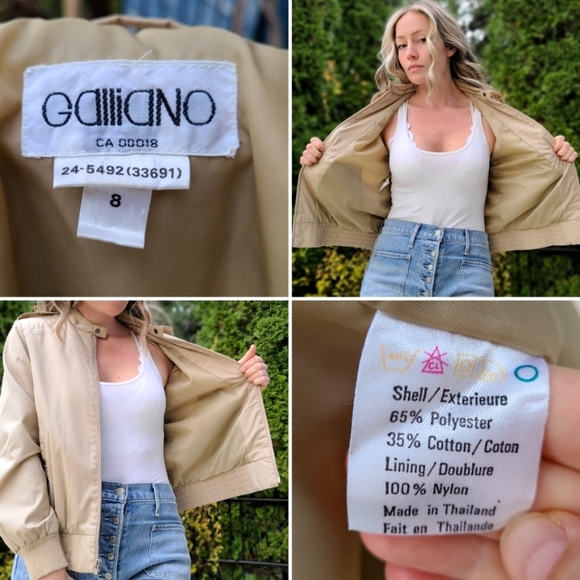 GalliaNO
CA 00018
24-5492(33691)
8
CL
Shell/Exterieure
65% Polyester
35% Cotton/Coton
Lining/Doublure
100% Nylon
Made in Thailand
Fait en Thailande